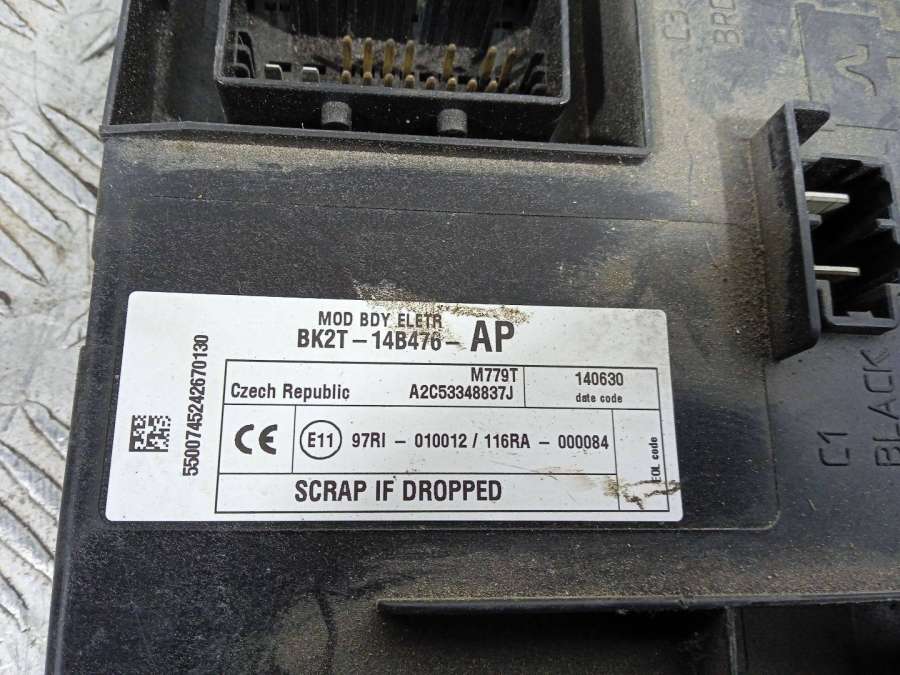 C3
MOD BDY ELETR
BK2T-14B476-AP
5500745242670130
Czech Republic
M779T
A2C53348837J
140630
date code
CE
E11
97RI - 010012 / 116RA - 000084
EOL code
SCRAP IF DROPPED
C1
BLACK